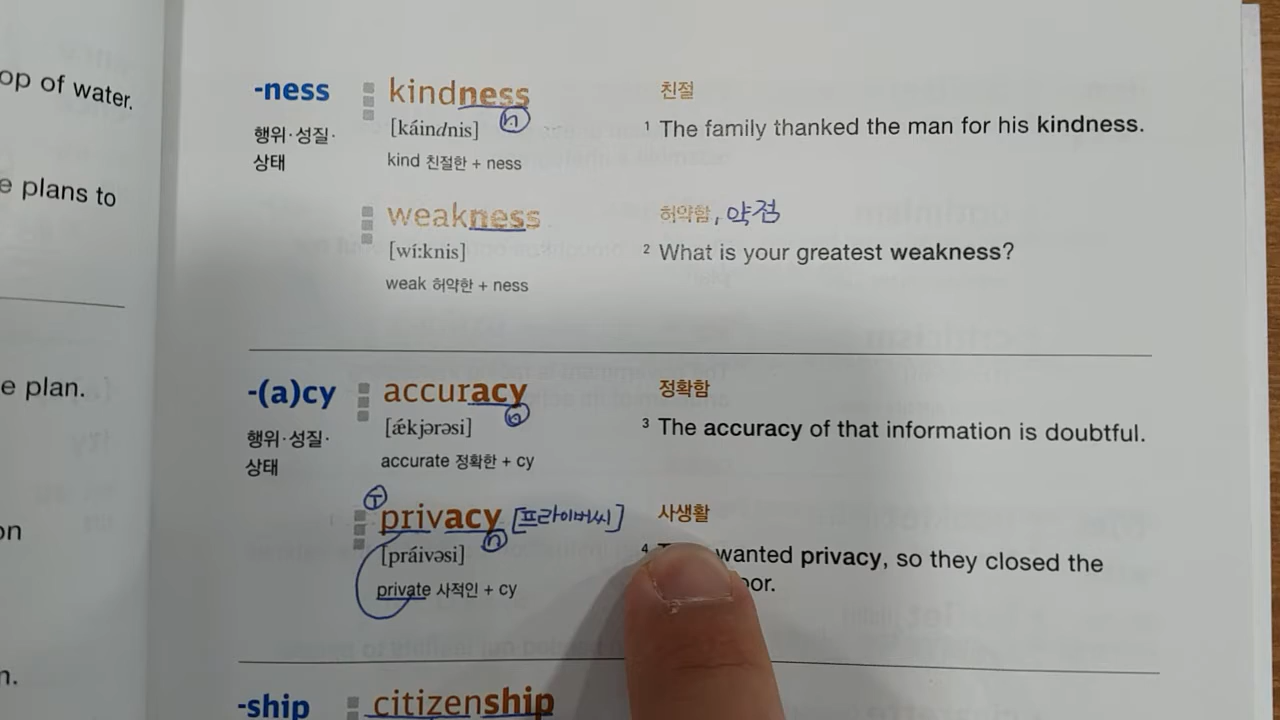 op of water.
e plans to
e plan.
on
n.
-ness
행위·성질·
상태
kindness
n
[káindnis]
kind 친절한 + ness
친절
1 The family thanked the man for his kindness.
weakness
[wíːknis]
weak 허약한 + ness
허약함, 약점
2 What is your greatest weakness?
-(a)cy
행위·성질·
상태
accuracy
n
[ǽkjərəsi]
accurate 정확한 + cy
정확함
3 The accuracy of that information is doubtful.
privacy [프라이버씨]
n
[práivəsi]
private 사적인 + cy
사생활
4 wanted privacy, so they closed the
-ship
citizenship